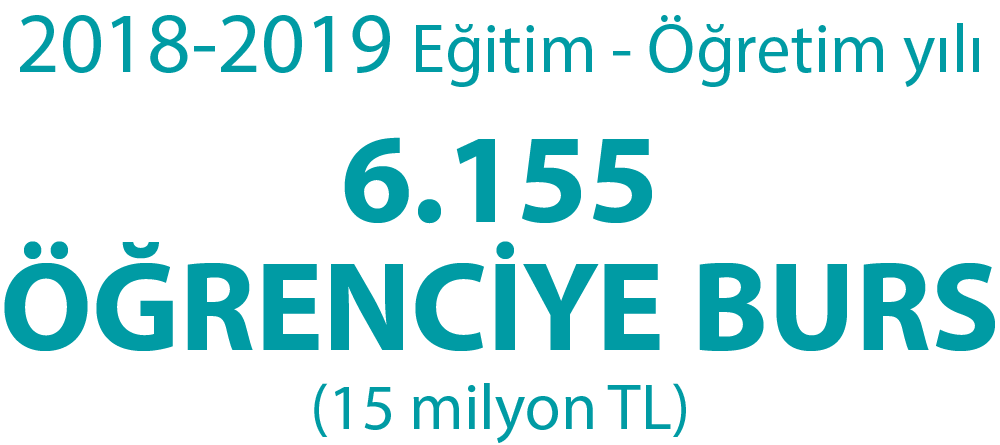 2018-2019 Eğitim - Öğretim yılı
6.155
ÖĞRENCİYE BURS
(15 milyon TL)